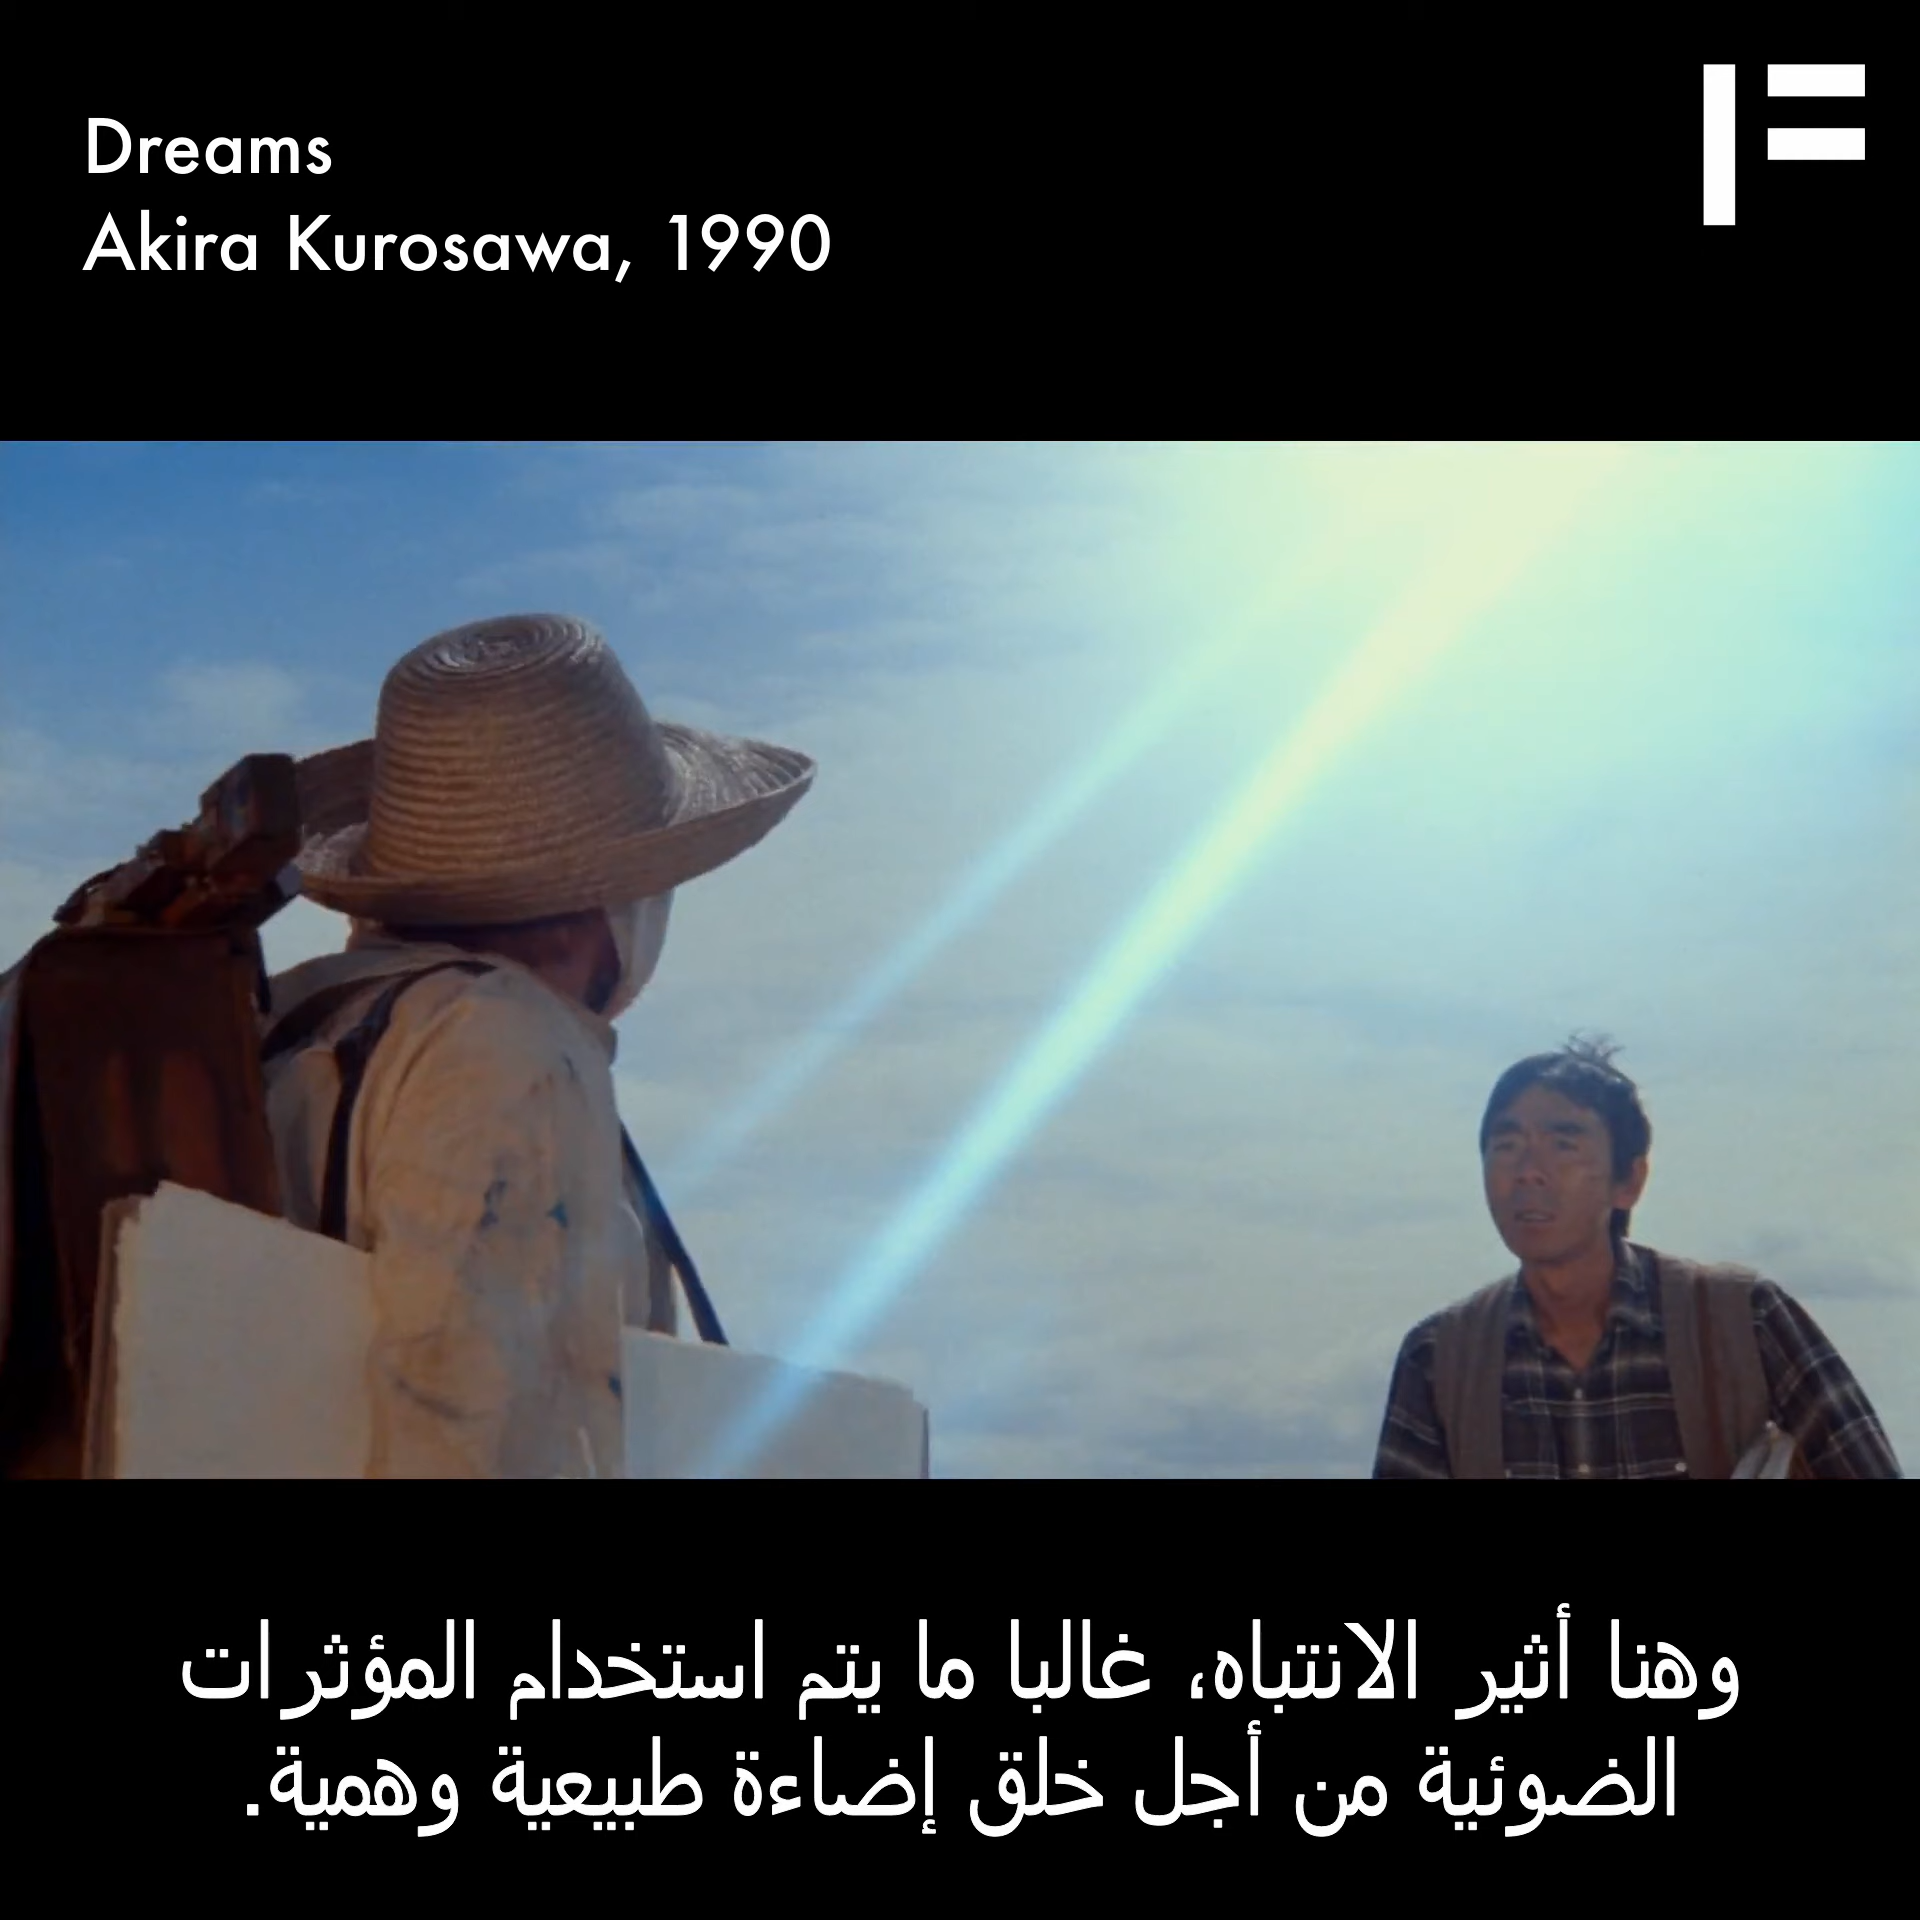 Dreams
Akira Kurosawa, 1990
وهنا أثير الانتباه، غالبا ما يتم استخدام المؤثرات
الضوئية من أجل خلق إضاءة طبيعية وهمية.